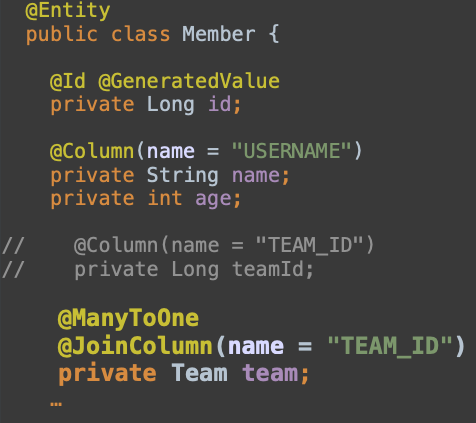 @Entity
public class Member {
@Id @GeneratedValue
private Long id;
@Column(name = "USERNAME")
private String name;
private int age;
//    @Column(name = "TEAM_ID")
//    private Long teamId;
@ManyToOne
@JoinColumn(name = "TEAM_ID")
private Team team;
…